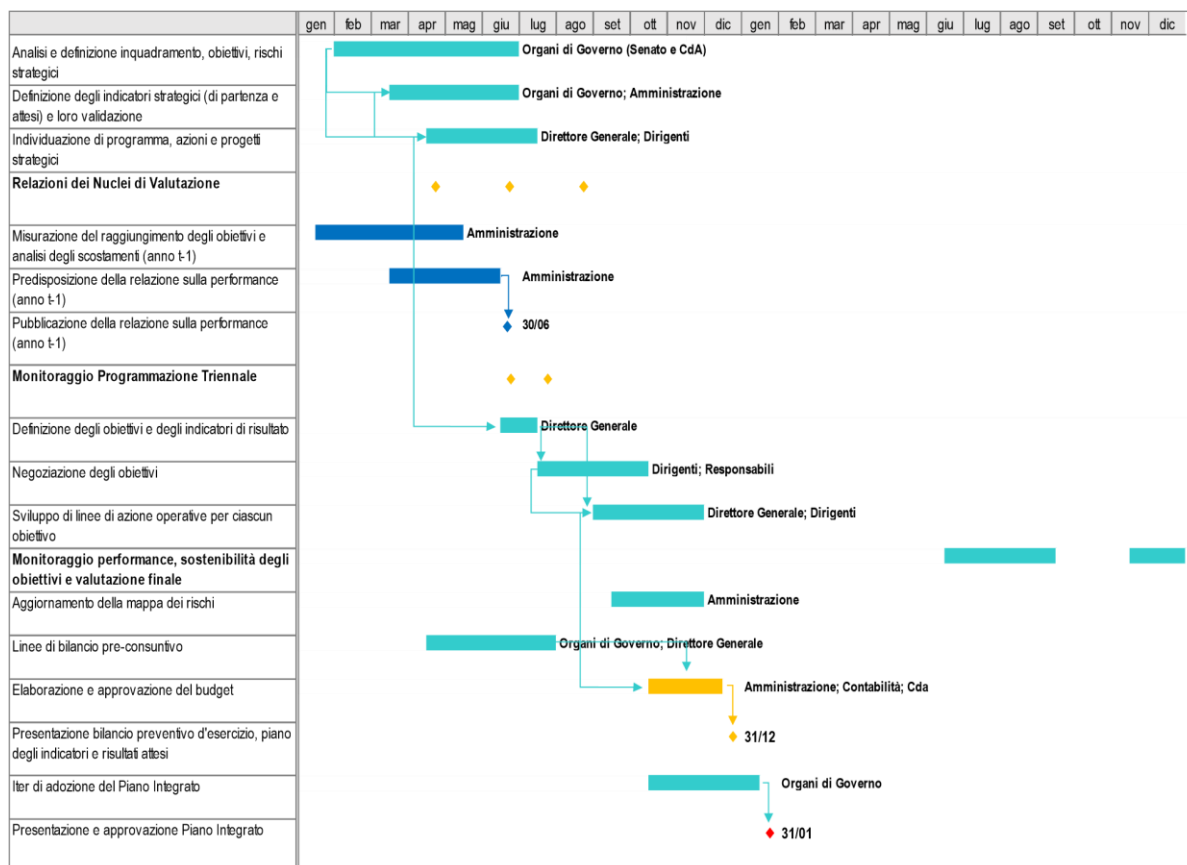 gen feb mar apr mag giu lug ago set ott nov dic gen feb mar apr mag giu lug ago set ott nov dic
Analisi e definizione inquadramento, obiettivi, rischi
strategici
Organi di Governo (Senato e CdA)
Definizione degli indicatori strategici (di partenza e
attesi) e loro validazione
Organi di Governo; Amministrazione
Individuazione di programma, azioni e progetti
strategici
Direttore Generale; Dirigenti
Relazioni dei Nuclei di Valutazione
Misurazione del raggiungimento degli obiettivi e
analisi degli scostamenti (anno t-1)
Amministrazione
Predisposizione della relazione sulla performance
(anno t-1)
Amministrazione
Pubblicazione della relazione sulla performance
(anno t-1)
30/06
Monitoraggio Programmazione Triennale
Definizione degli obiettivi e degli indicatori di risultato
Direttore Generale
Negoziazione degli obiettivi
Dirigenti; Responsabili
Sviluppo di linee di azione operative per ciascun
obiettivo
Direttore Generale; Dirigenti
Monitoraggio performance, sostenibilità degli
obiettivi e valutazione finale
Aggiornamento della mappa dei rischi
Amministrazione
Linee di bilancio pre-consuntivo
Organi di Governo; Direttore Generale
Elaborazione e approvazione del budget
Amministrazione; Contabilità; Cda
Presentazione bilancio preventivo d'esercizio, piano
degli indicatori e risultati attesi
31/12
Iter di adozione del Piano Integrato
Organi di Governo
Presentazione e approvazione Piano Integrato
31/01